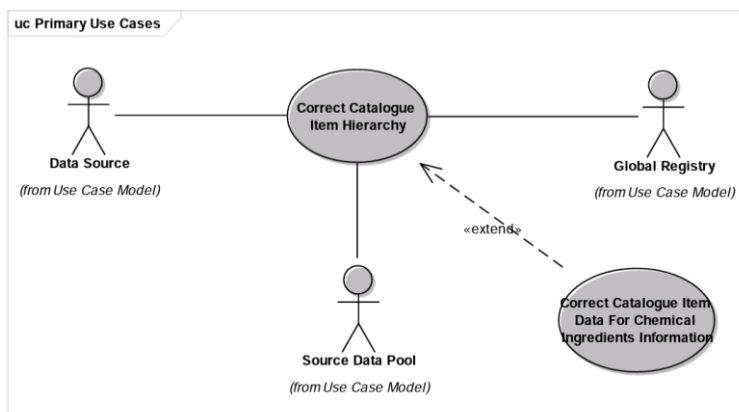 uc Primary Use Cases
Correct Catalogue
Item Hierarchy
Data Source
(from Use Case Model)
Global Registry
(from Use Case Model)
«extend»
Correct Catalogue Item
Data For Chemical
Ingredients Information
Source Data Pool
(from Use Case Model)